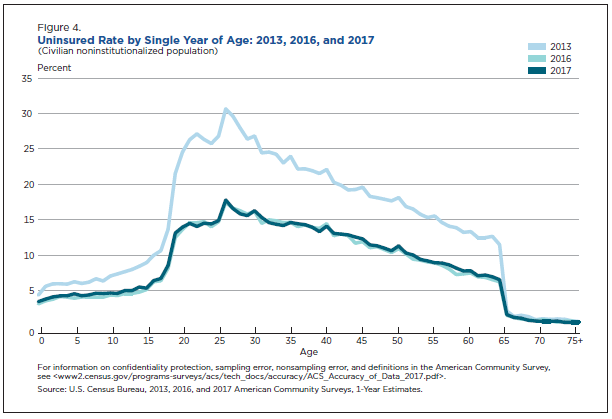 Figure 4.
Uninsured Rate by Single Year of Age: 2013, 2016, and 2017
(Civilian noninstitutionalized population)
Percent
2013
2016
2017
35
30
25
20
15
10
5
0
0 5 10 15 20 25 30 35 40 45 50 55 60 65 70 75+
Age
For information on confidentiality protection, sampling error, nonsampling error, and definitions in the American Community Survey,
see <www2.census.gov/programs-surveys/acs/tech_docs/accuracy/ACS_Accuracy_of_Data_2017.pdf>.
Source: U.S. Census Bureau, 2013, 2016, and 2017 American Community Surveys, 1-Year Estimates.